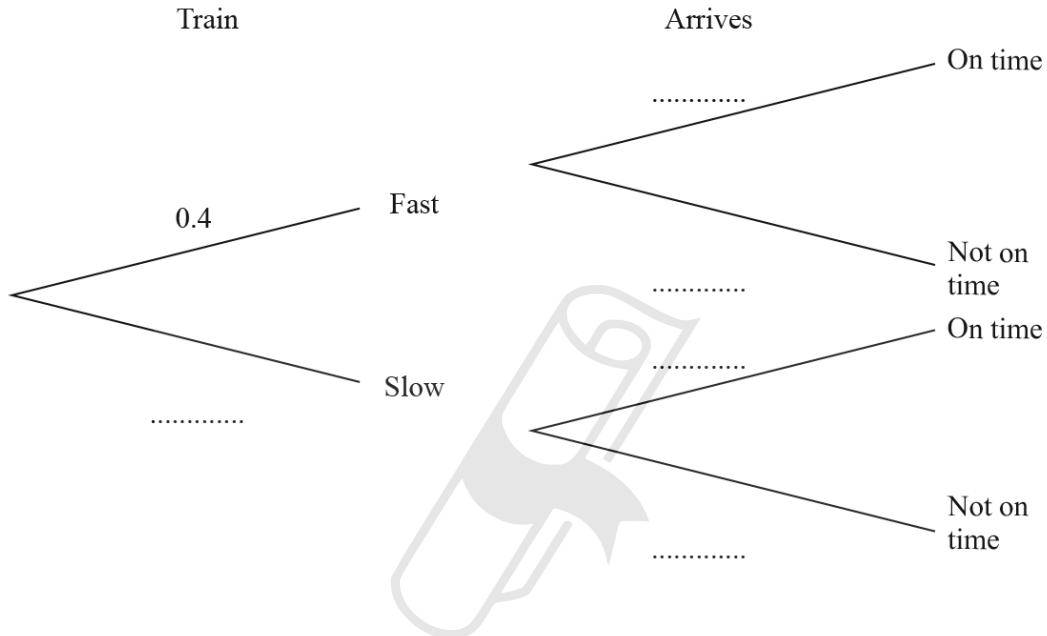 Train
Arrives
On time
.............
0.4
Fast
Not on
time
.............
On time
.............
Slow
.............
Not on
time
.............